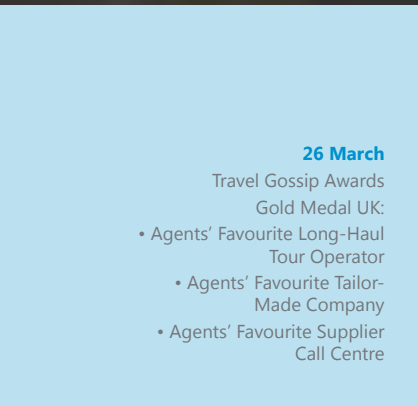 26 March
Travel Gossip Awards
Gold Medal UK:
• Agents’ Favourite Long-Haul
Tour Operator
• Agents’ Favourite Tailor-
Made Company
• Agents’ Favourite Supplier
Call Centre